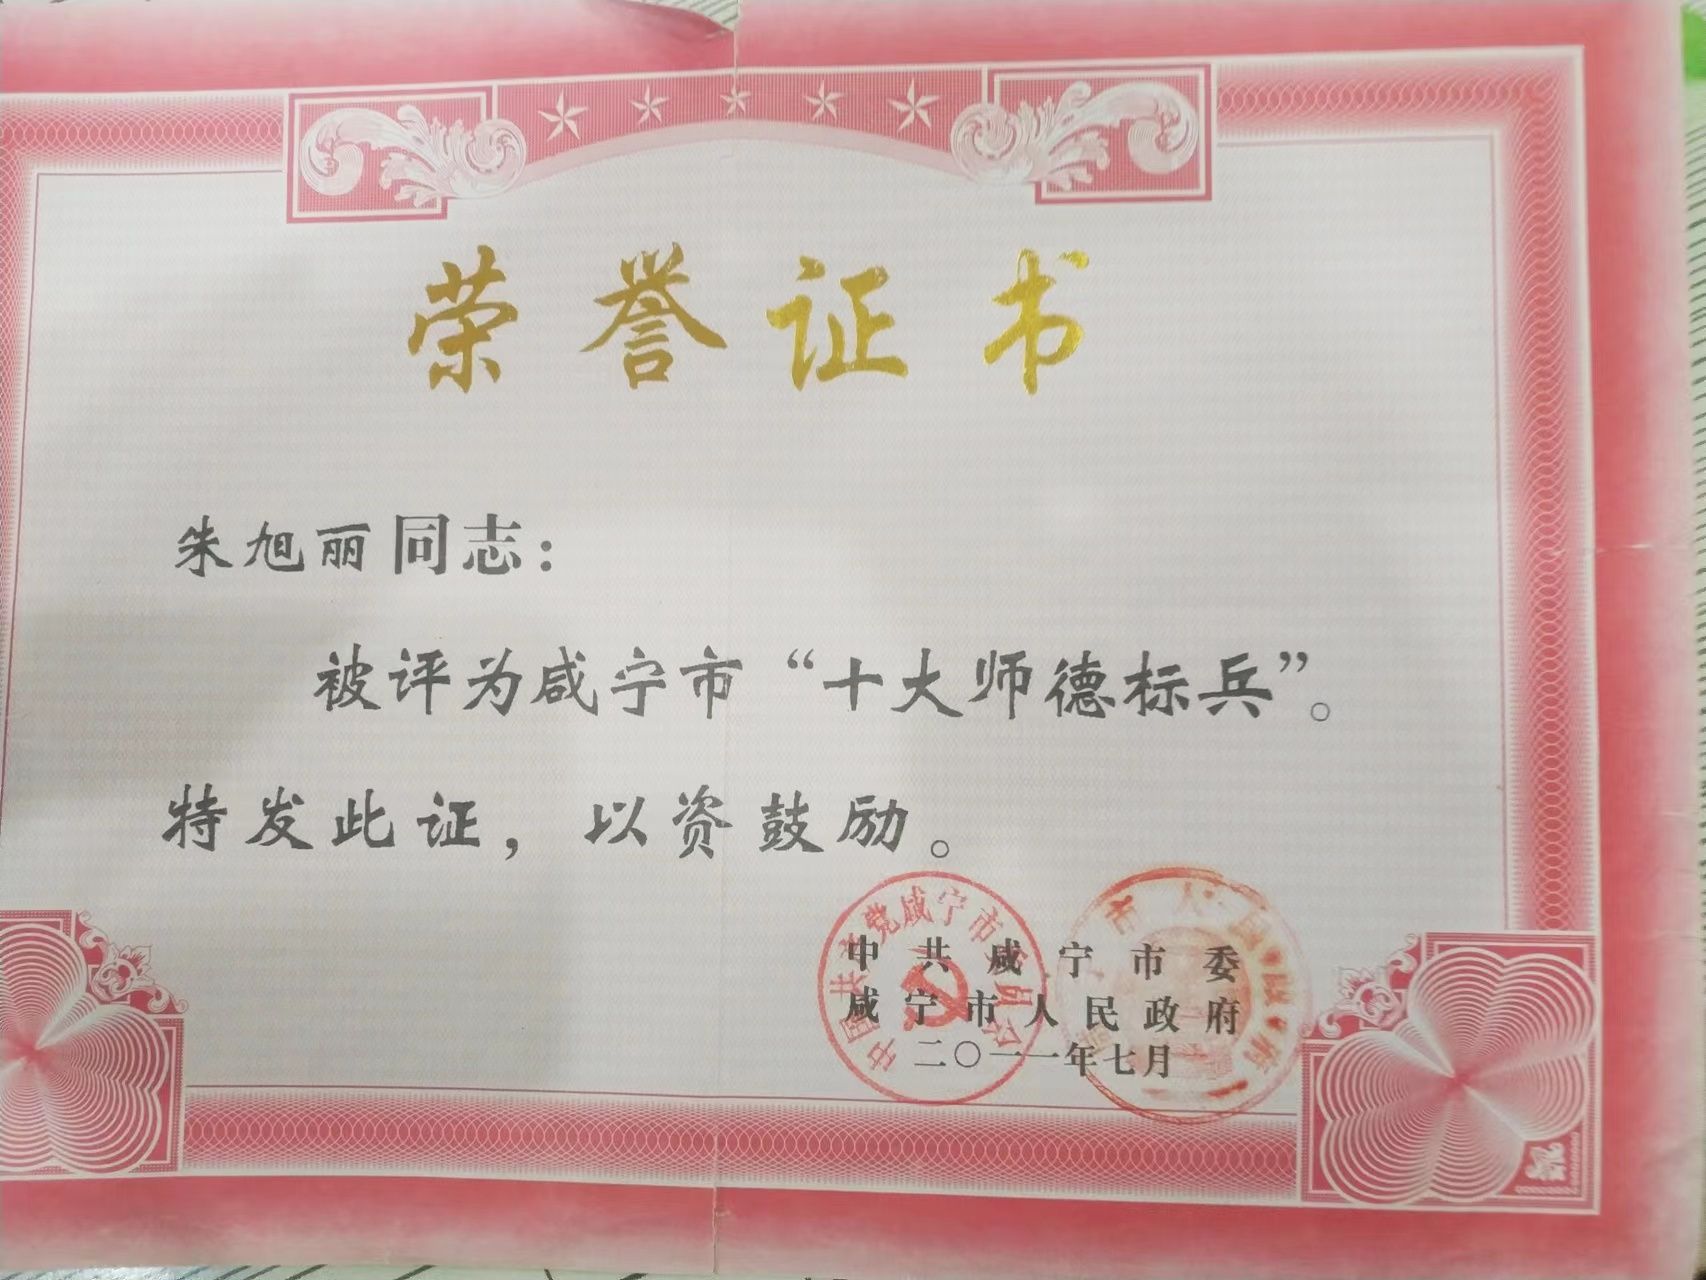 荣誉证书
朱旭丽同志：
被评为咸宁市“十大师德标兵”。
特发此证，以资鼓励。
中共咸宁市委
咸宁市人民政府
二〇一一年七月